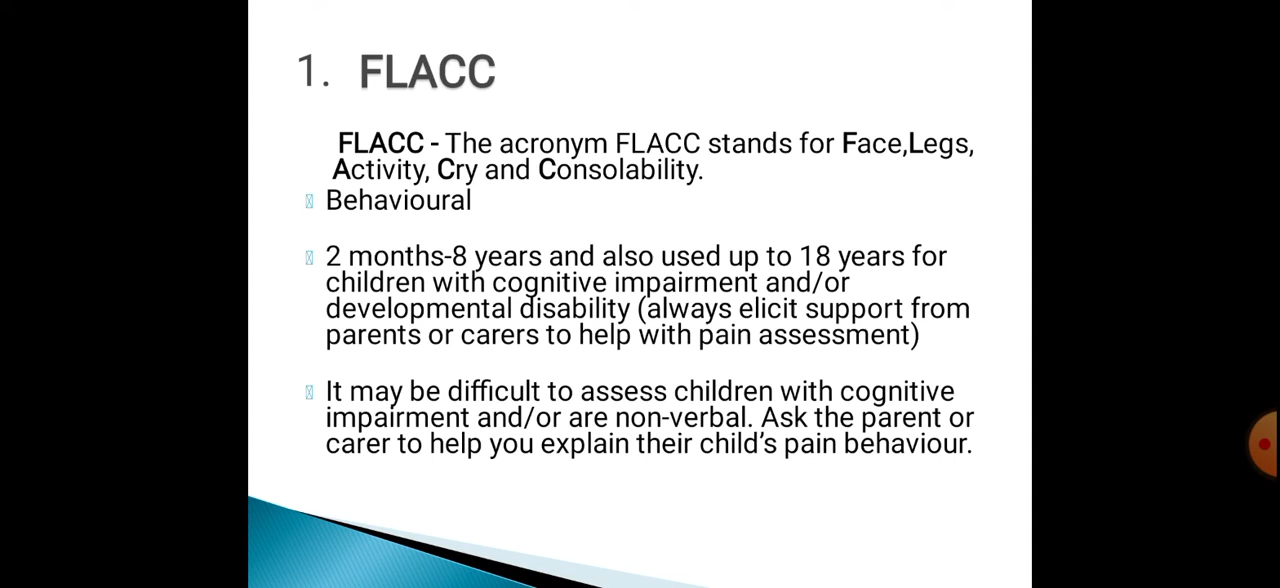 1. FLACC
FLACC - The acronym FLACC stands for Face,Legs,
Activity, Cry and Consolability.
Behavioural
2 months-8 years and also used up to 18 years for
children with cognitive impairment and/or
developmental disability (always elicit support from
parents or carers to help with pain assessment)
It may be difficult to assess children with cognitive
impairment and/or are non-verbal. Ask the parent or
carer to help you explain their child's pain behaviour.